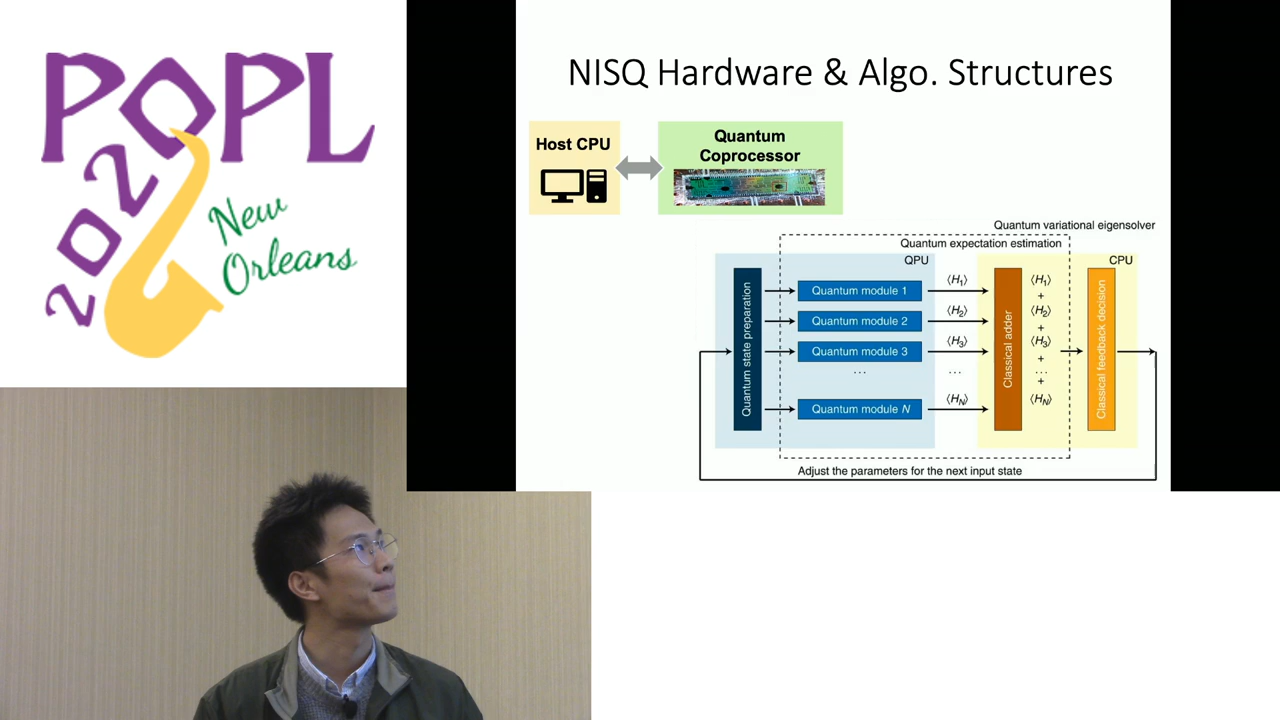 POPL
2020
New
Orleans
NISQ Hardware & Algo. Structures
Host CPU
Quantum
Coprocessor
Quantum variational eigensolver
Quantum expectation estimation
QPU
CPU
Quantum state preparation
Quantum module 1
Quantum module 2
Quantum module 3
...
Quantum module N
⟨H₁⟩
⟨H₂⟩
⟨H₃⟩
...
⟨H_N⟩
Classical adder
⟨H₁⟩
+
⟨H₂⟩
+
⟨H₃⟩
+
...
+
⟨H_N⟩
Classical feedback decision
Adjust the parameters for the next input state